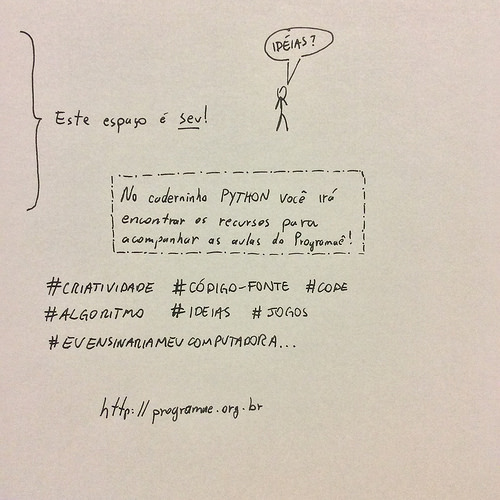 IDÉIAS?
Este espaço é seu!
No caderninho PYTHON você irá
encontrar os recursos para
acompanhar as aulas do Programaê!
#CRIATIVIDADE #CÓDIGO-FONTE #CODE
#ALGORITMO #IDEIAS #JOGOS
#EUENSINARIAMEUCOMPUTADORA...
http://programae.org.br